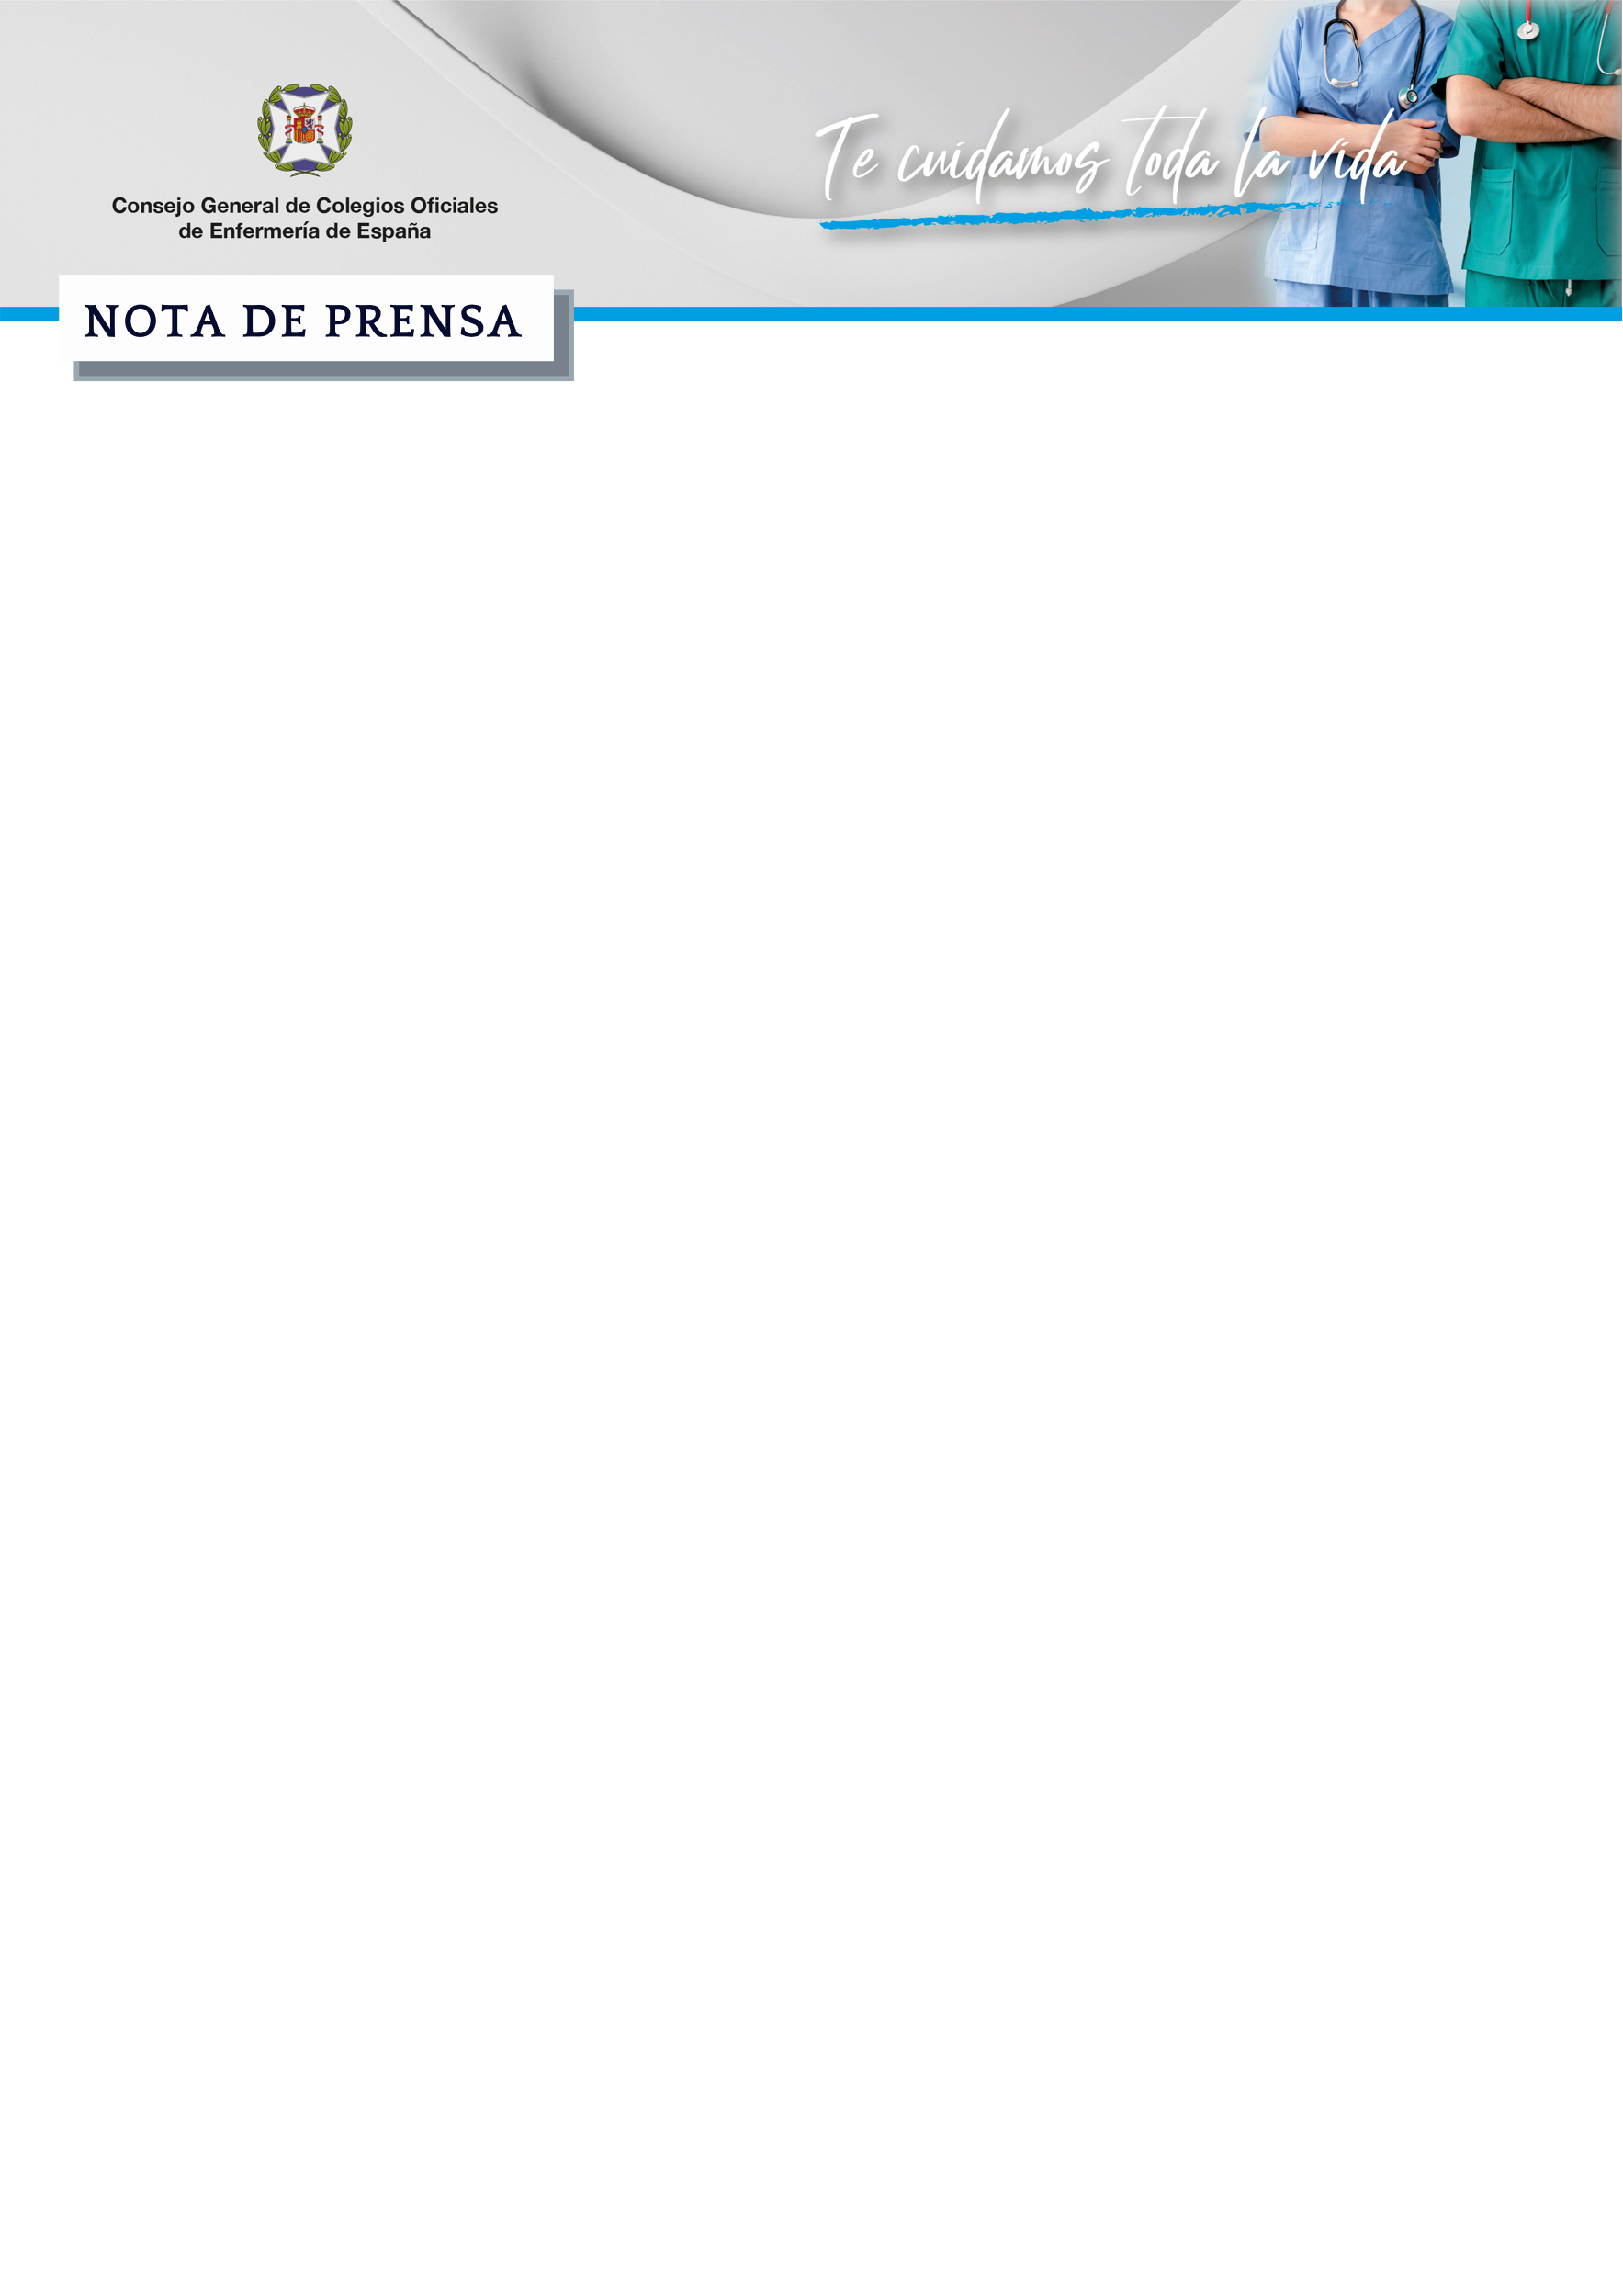 Te cuidamos toda la vida
Consejo General de Colegios Oficiales
de Enfermería de España
NOTA DE PRENSA